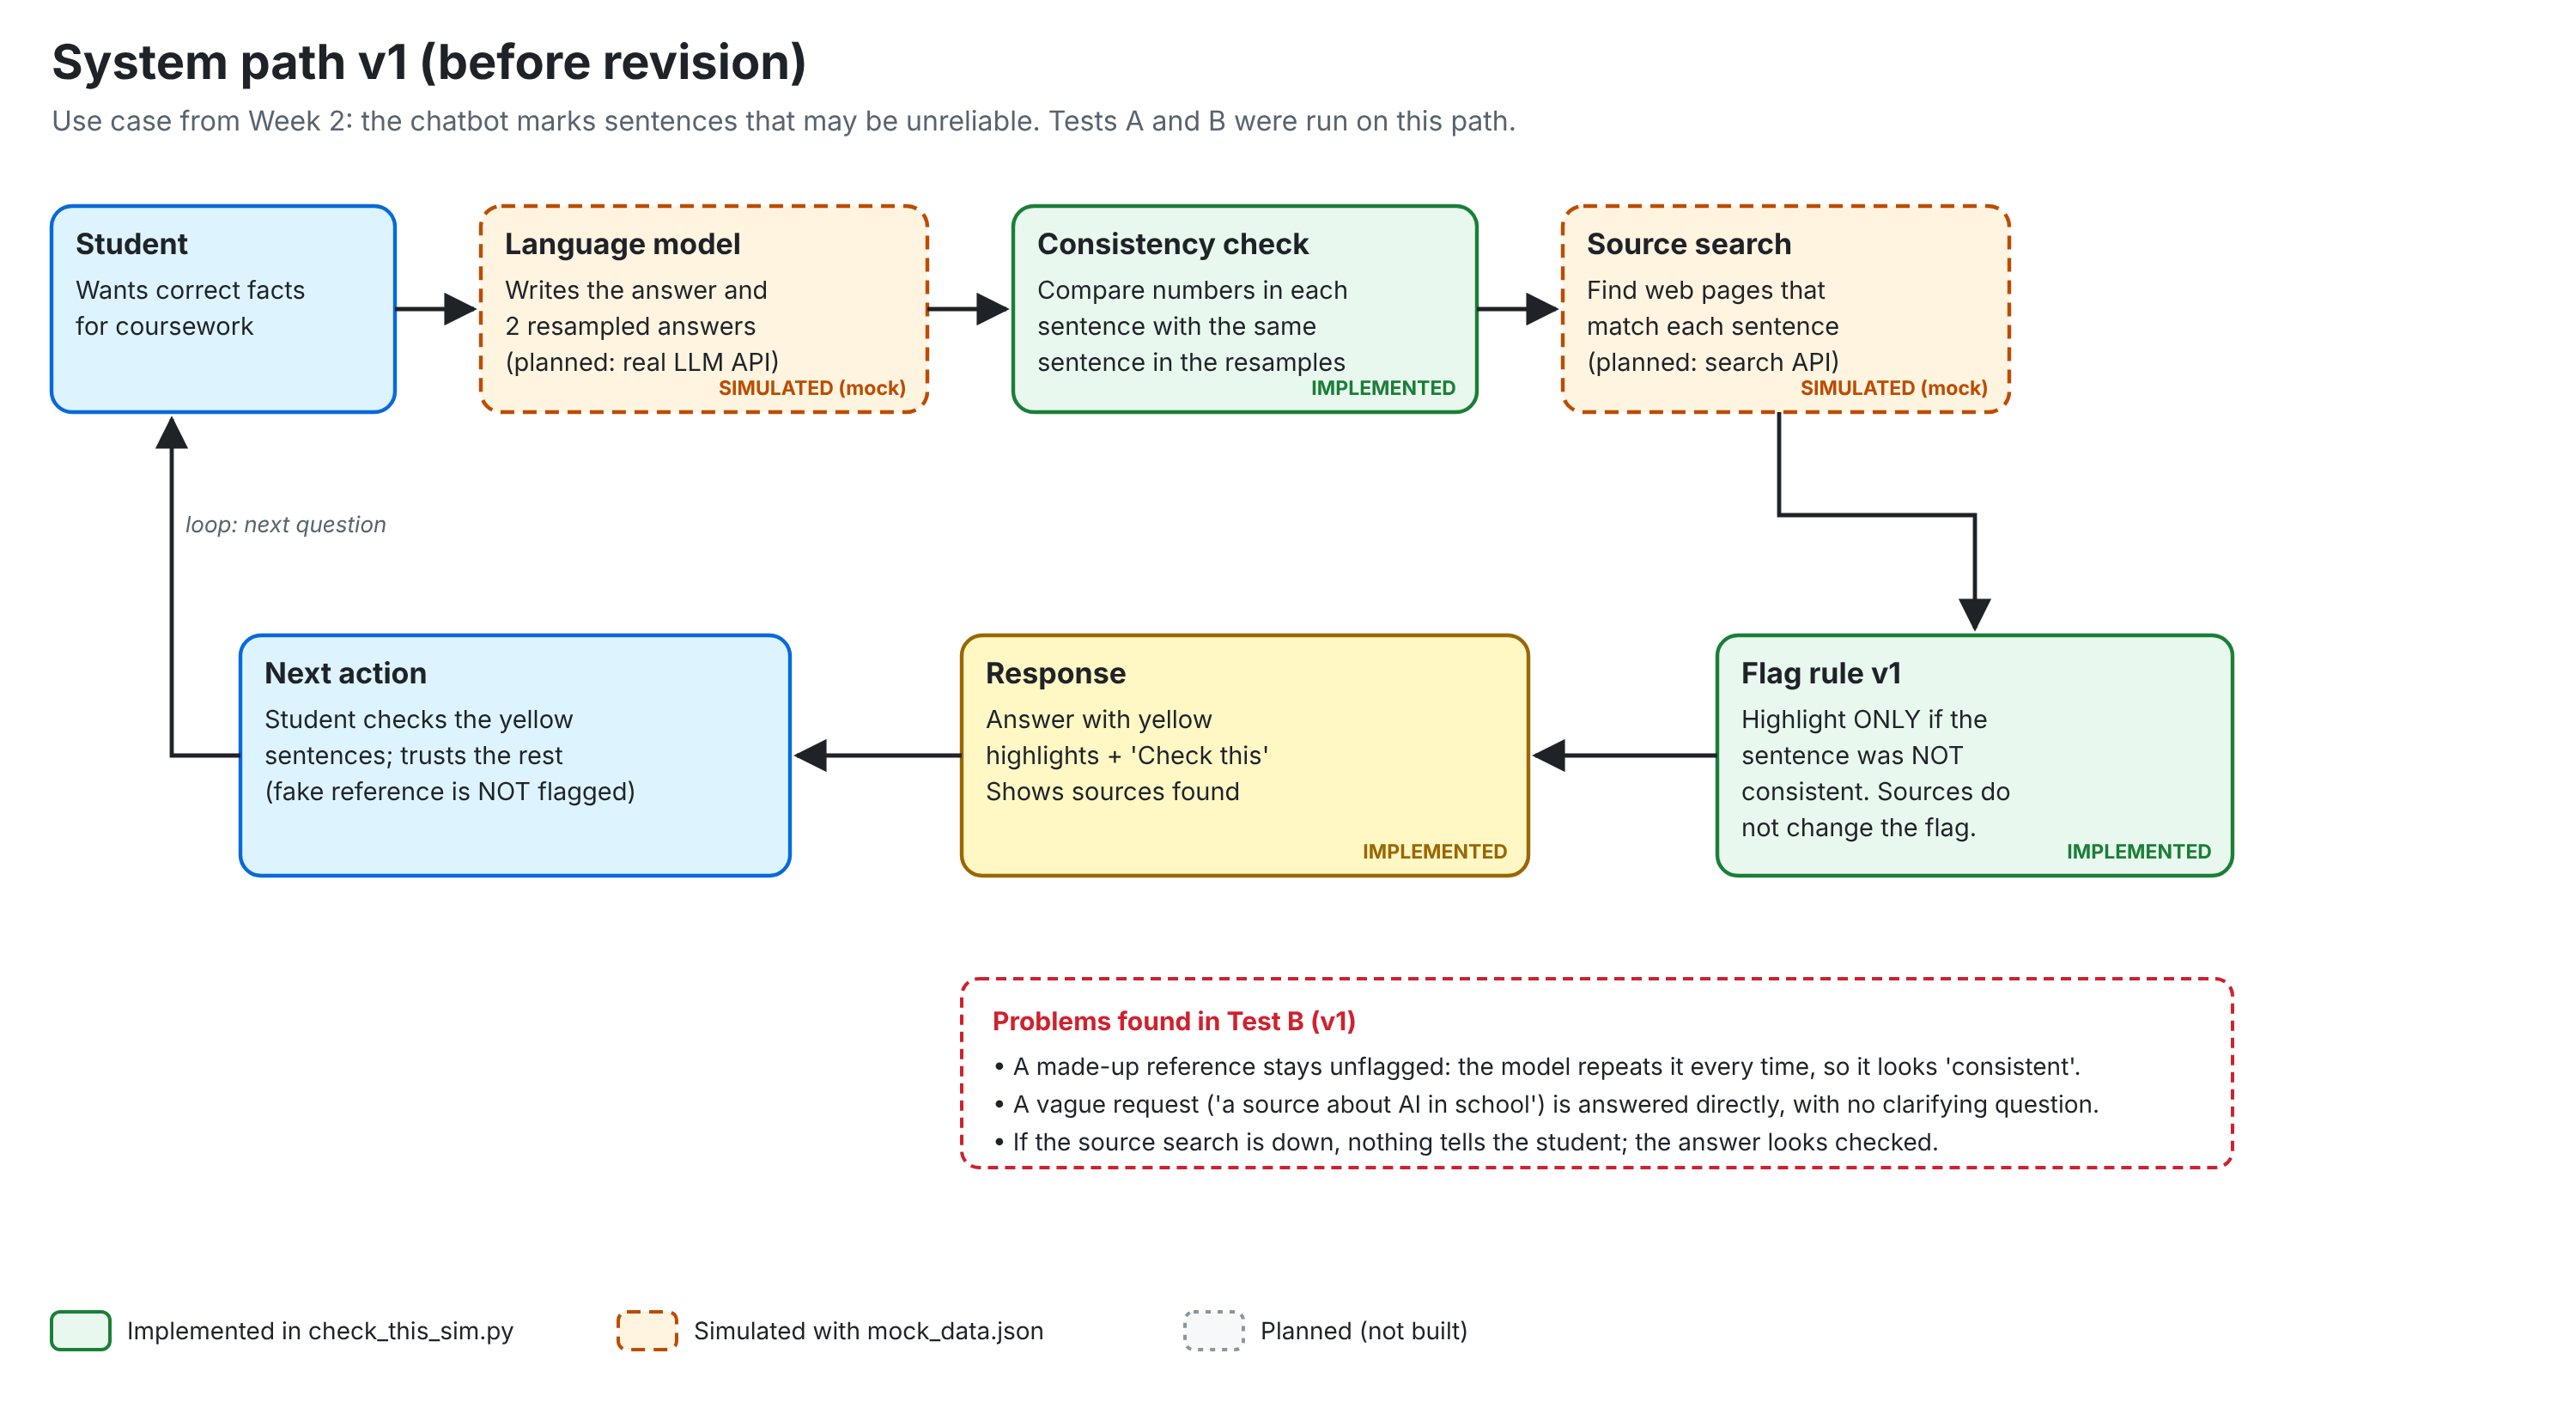 System path v1 (before revision)
Use case from Week 2: the chatbot marks sentences that may be unreliable. Tests A and B were run on this path.
Student
Wants correct facts
for coursework
Language model
Writes the answer and
2 resampled answers
(planned: real LLM API)
SIMULATED (mock)
Consistency check
Compare numbers in each
sentence with the same
sentence in the resamples
IMPLEMENTED
Source search
Find web pages that
match each sentence
(planned: search API)
SIMULATED (mock)
loop: next question
Next action
Student checks the yellow
sentences; trusts the rest
(fake reference is NOT flagged)
Response
Answer with yellow
highlights + 'Check this'
Shows sources found
IMPLEMENTED
Flag rule v1
Highlight ONLY if the
sentence was NOT
consistent. Sources do
not change the flag.
IMPLEMENTED
Problems found in Test B (v1)
• A made-up reference stays unflagged: the model repeats it every time, so it looks 'consistent'.
• A vague request ('a source about AI in school') is answered directly, with no clarifying question.
• If the source search is down, nothing tells the student; the answer looks checked.
Implemented in check_this_sim.py
Simulated with mock_data.json
Planned (not built)